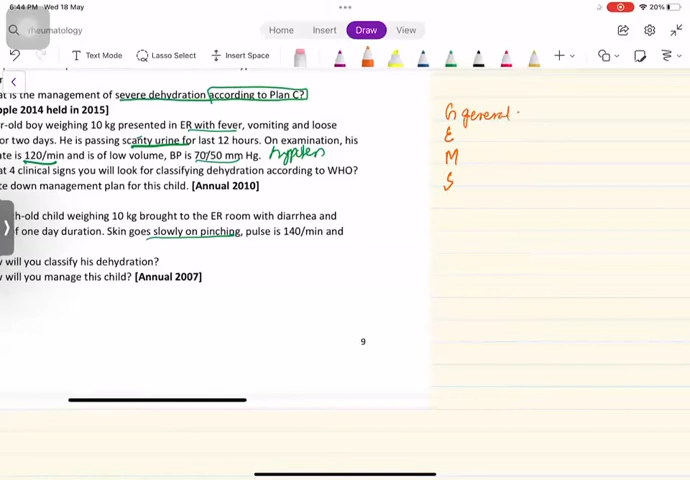 6:44 PM Wed 18 May
20%
rheumatology
Home
Insert
Draw
View
Text Mode
Lasso Select
Insert Space
at is the management of severe dehydration according to Plan C?
pple 2014 held in 2015]
r-old boy weighing 10 kg presented in ER with fever, vomiting and loose
or two days. He is passing scanty urine for last 12 hours. On examination, his
ate is 120/min and is of low volume, BP is 70/50 mm Hg.
at 4 clinical signs you will look for classifying dehydration according to WHO?
te down management plan for this child. [Annual 2010]
h-old child weighing 10 kg brought to the ER room with diarrhea and
f one day duration. Skin goes slowly on pinching, pulse is 140/min and
will you classify his dehydration?
will you manage this child? [Annual 2007]
9
General
E
M
S